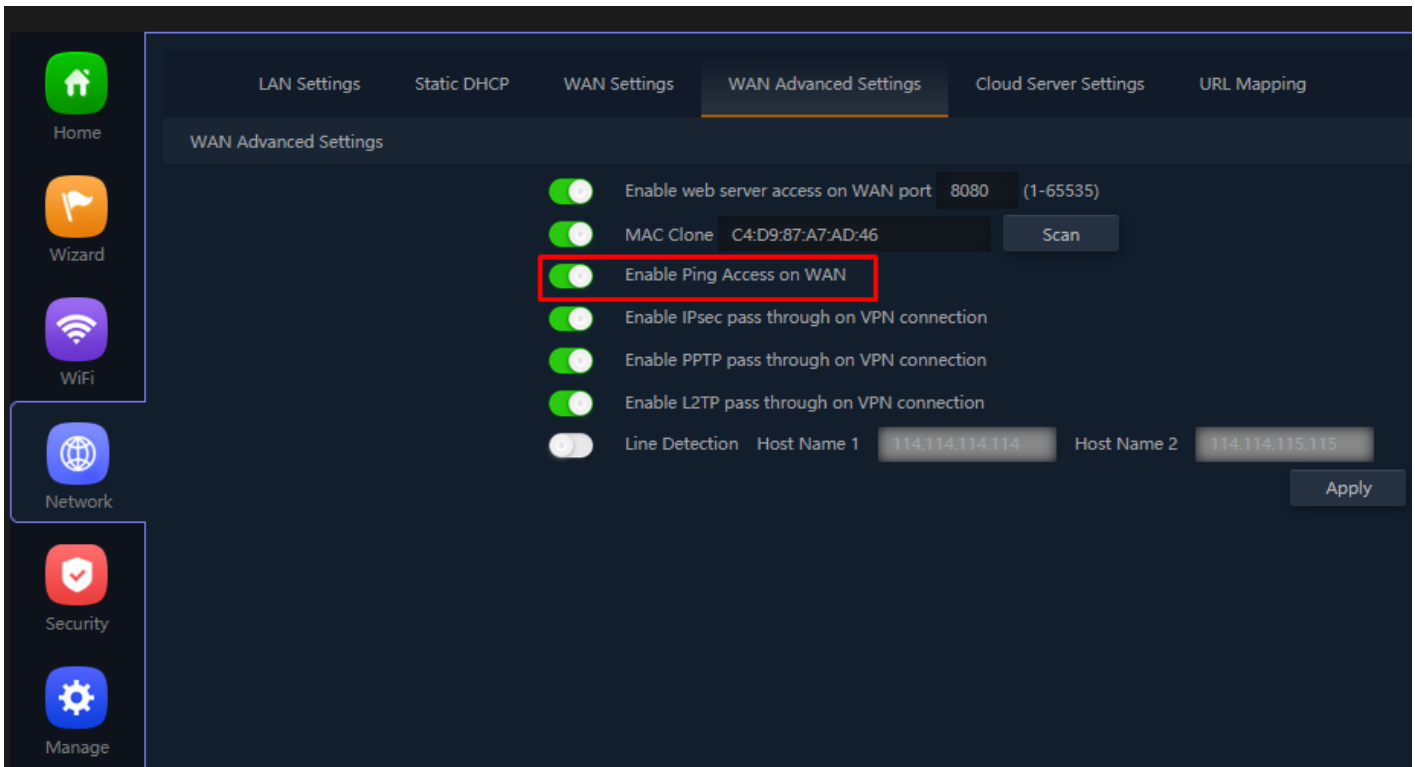 LAN Settings Static DHCP WAN Settings WAN Advanced Settings Cloud Server Settings URL Mapping
Home
WAN Advanced Settings
Enable web server access on WAN port 8080 (1-65535)
MAC Clone C4:D9:87:A7:AD:46 Scan
Wizard
Enable Ping Access on WAN
Enable IPsec pass through on VPN connection
Enable PPTP pass through on VPN connection
WiFi
Enable L2TP pass through on VPN connection
Line Detection Host Name 1 114.114.114.114 Host Name 2 114.114.115.115
Network
Apply
Security
Manage